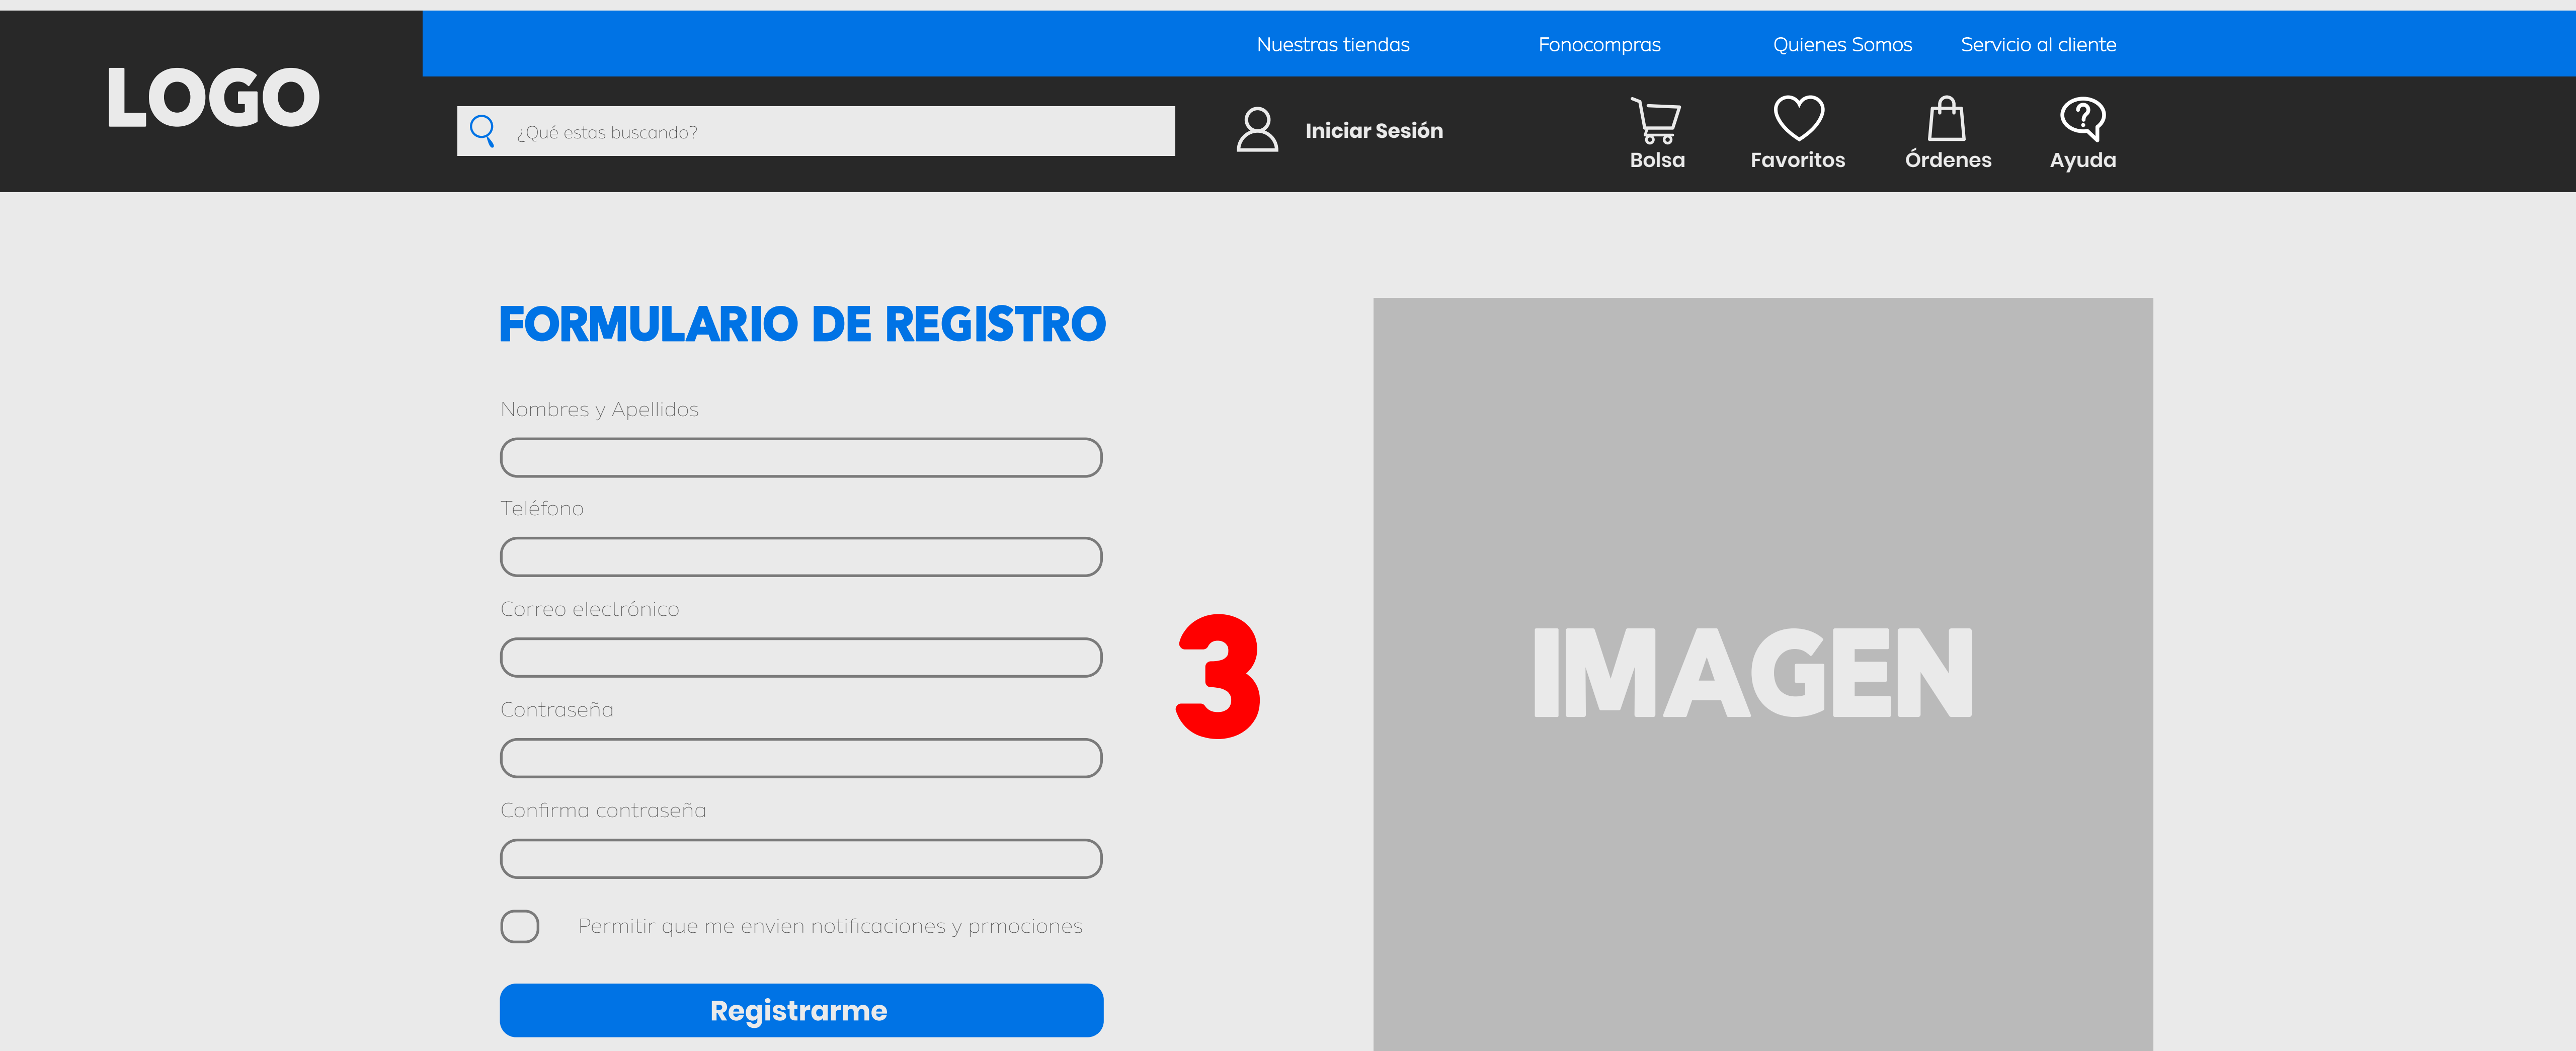 Nuestras tiendas Fonocompras Quienes Somos Servicio al cliente
LOGO
¿Qué estas buscando? Iniciar Sesión
Bolsa Favoritos Órdenes Ayuda
FORMULARIO DE REGISTRO
Nombres y Apellidos
Teléfono
Correo electrónico
Contraseña
Confirma contraseña
Permitir que me envien notificaciones y prmociones
Registrarme
3
IMAGEN